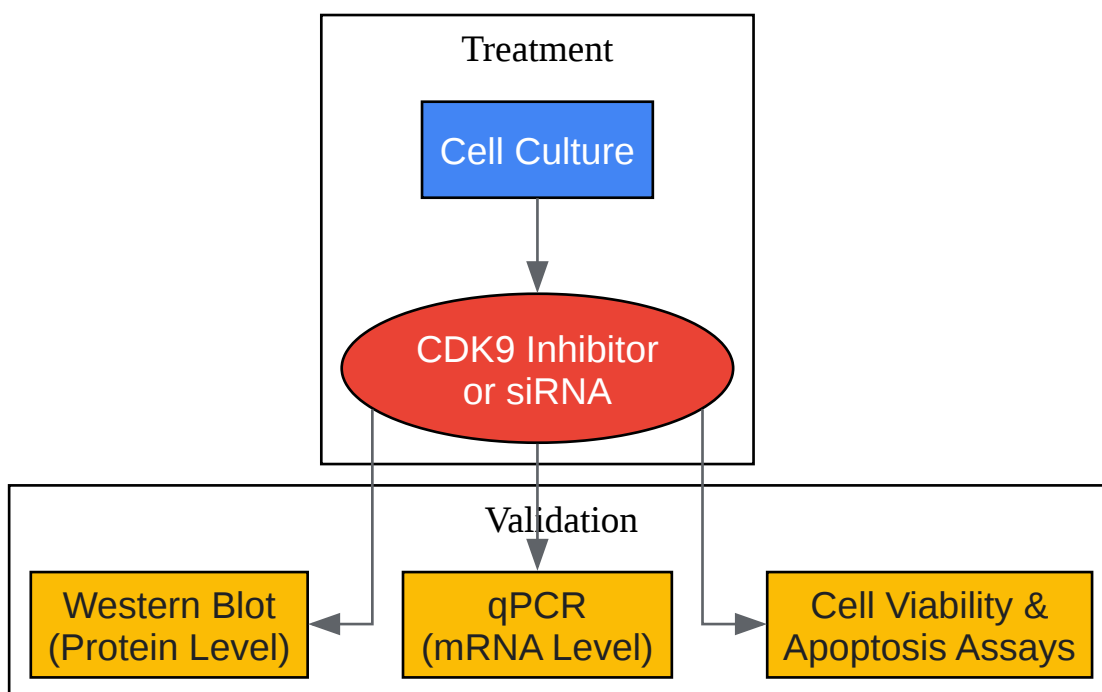 Treatment
Cell Culture
CDK9 Inhibitor
or siRNA
Validation
Western Blot
(Protein Level)
qPCR
(mRNA Level)
Cell Viability &
Apoptosis Assays